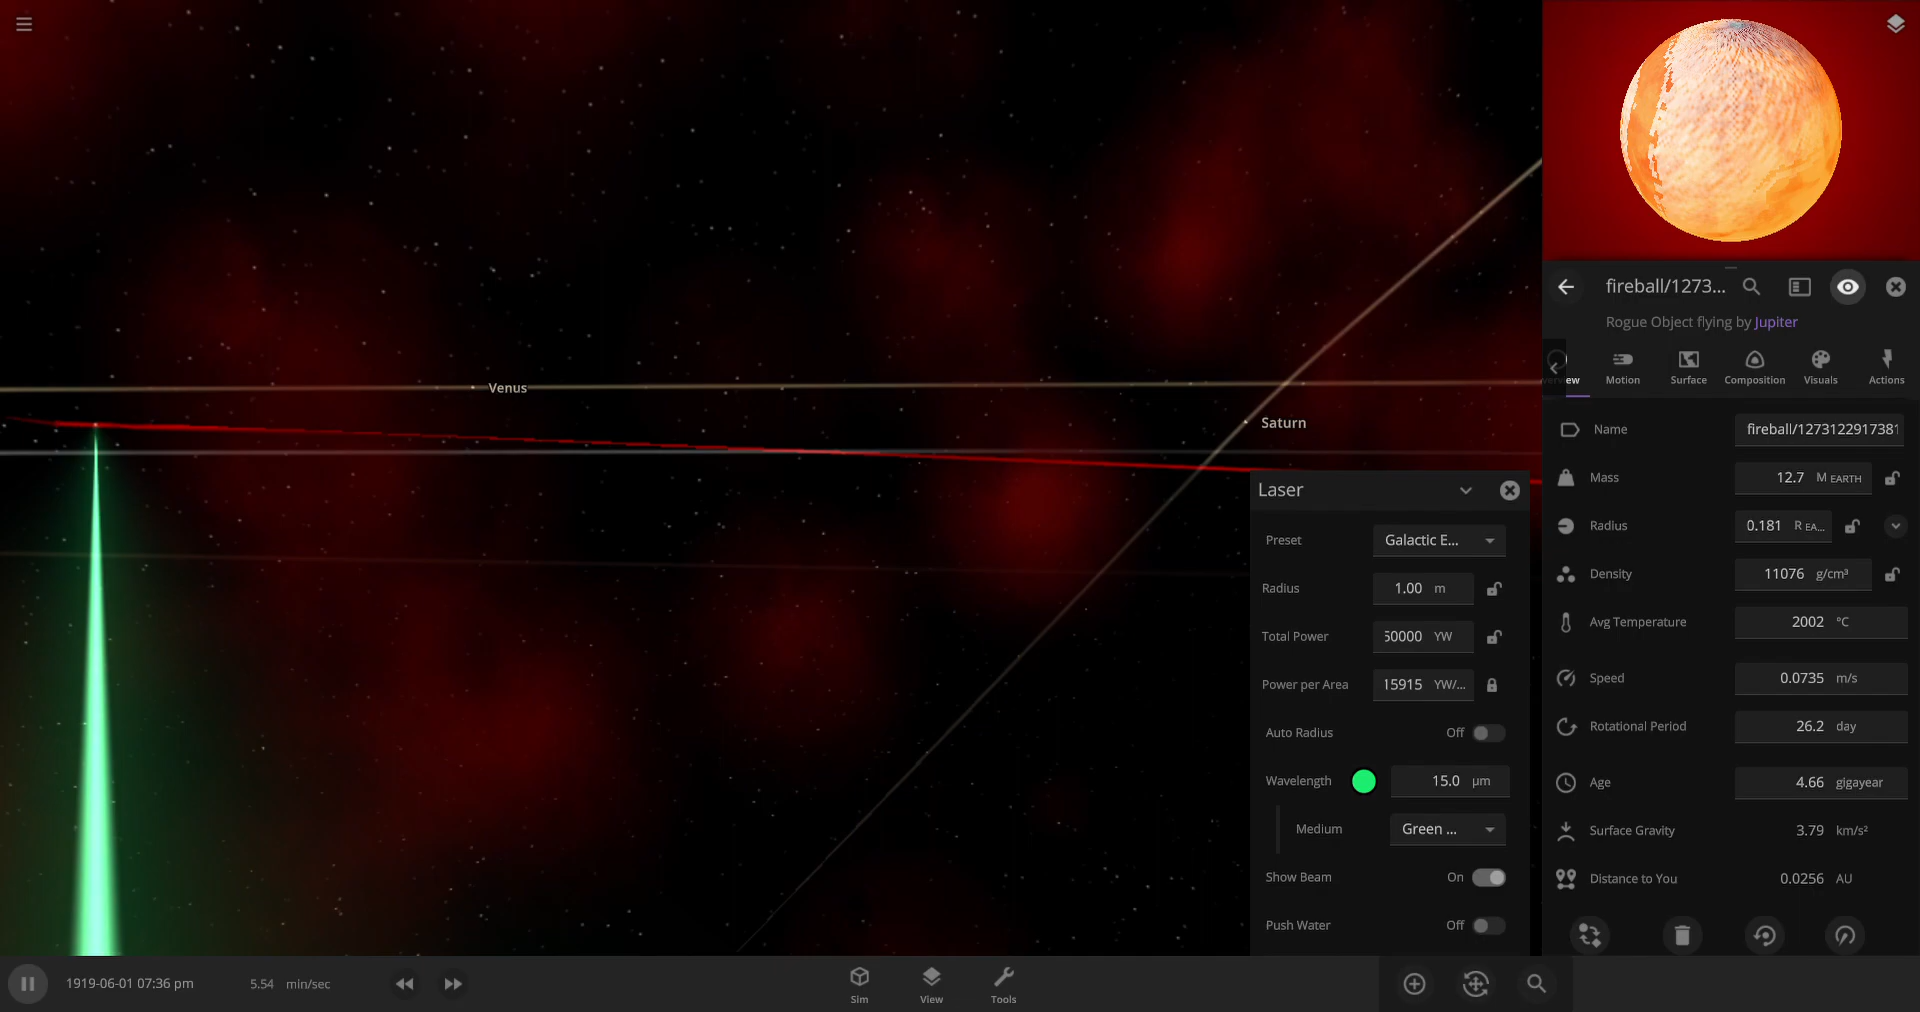 Venus
Saturn
Laser
Preset Galactic E...
Radius 1.00 m
Total Power 50000 YW
Power per Area 15915 YW/...
Auto Radius Off
Wavelength 15.0 μm
Medium Green ...
Show Beam On
Push Water Off
fireball/1273...
Rogue Object flying by Jupiter
Motion Surface Composition Visuals Actions
Name fireball/1273122917381
Mass 12.7 M EARTH
Radius 0.181 R EA...
Density 11076 g/cm³
Avg Temperature 2002 °C
Speed 0.0735 m/s
Rotational Period 26.2 day
Age 4.66 gigayear
Surface Gravity 3.79 km/s²
Distance to You 0.0256 AU
1919-06-01 07:36 pm 5.54 min/sec
Sim View Tools